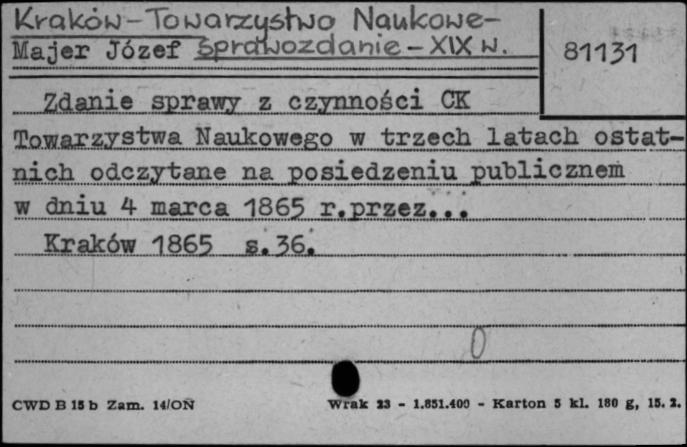 Kraków - Towarzystwo Naukowe -
Majer Józef sprawozdanie - XIX w.
81131
Zdanie sprawy z czynności CK
Towarzystwa Naukowego w trzech latach ostat-
nich odczytane na posiedzeniu publicznem
w dniu 4 marca 1865 r.przez...
Kraków 1865 s.36.
0
CWD B 15 b Zam. 14/ON Wrak 23 - 1.851.400 - Karton 5 kl. 180 g, 15. 2.